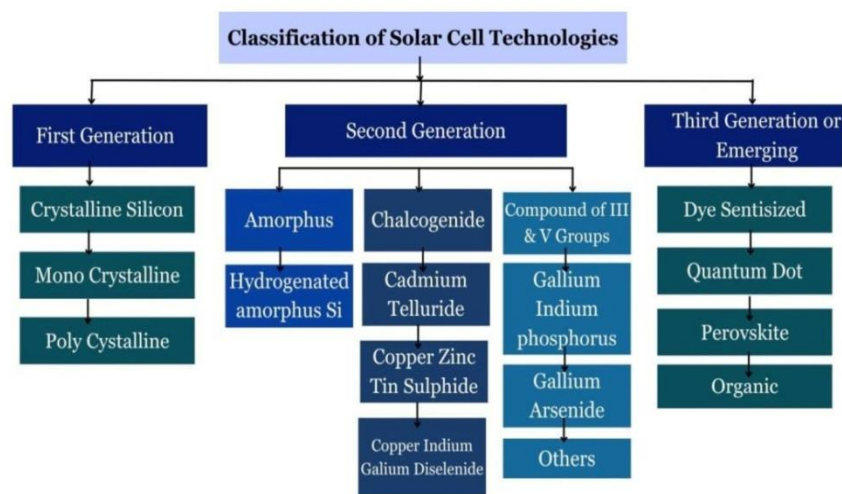 Classification of Solar Cell Technologies
First Generation
Second Generation
Third Generation or
Emerging
Crystalline Silicon
Mono Crystalline
Poly Cystalline
Amorphus
Hydrogenated
amorphus Si
Chalcogenide
Cadmium
Telluride
Copper Zinc
Tin Sulphide
Copper Indium
Galium Diselenide
Compound of III
& V Groups
Gallium
Indium
phosphorus
Gallium
Arsenide
Others
Dye Sentisized
Quantum Dot
Perovskite
Organic